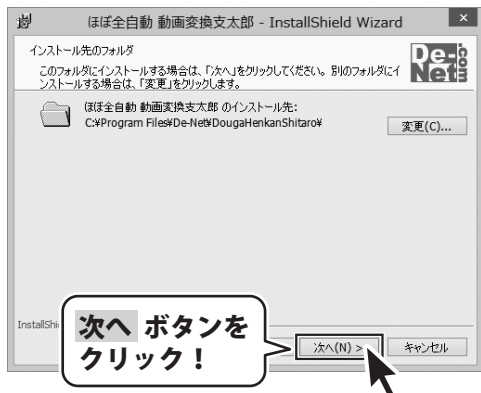 ほぼ全自動 動画変換支太郎 - InstallShield Wizard
×
インストール先のフォルダ
このフォルダにインストールする場合は、「次へ」をクリックしてください。別のフォルダにイ
ンストールする場合は、「変更」をクリックします。
De-
Net
.com
ほぼ全自動 動画変換支太郎 のインストール先:
C:¥Program Files¥De-Net¥DougaHenkanShitaro¥
変更(C)...
InstallShi
次へ ボタンを
クリック！
次へ(N) >
キャンセル